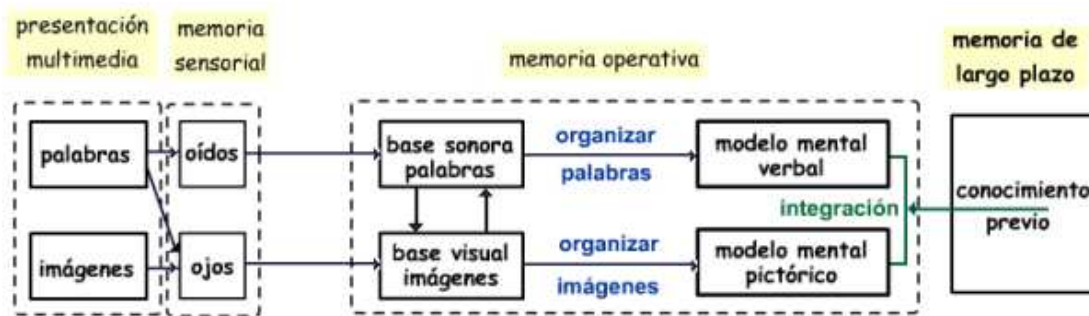 presentación
multimedia
memoria
sensorial
memoria operativa
memoria de
largo plazo
palabras
oídos
base sonora
palabras
organizar
palabras
modelo mental
verbal
integración
conocimiento
previo
imágenes
ojos
base visual
imágenes
organizar
imágenes
modelo mental
pictórico